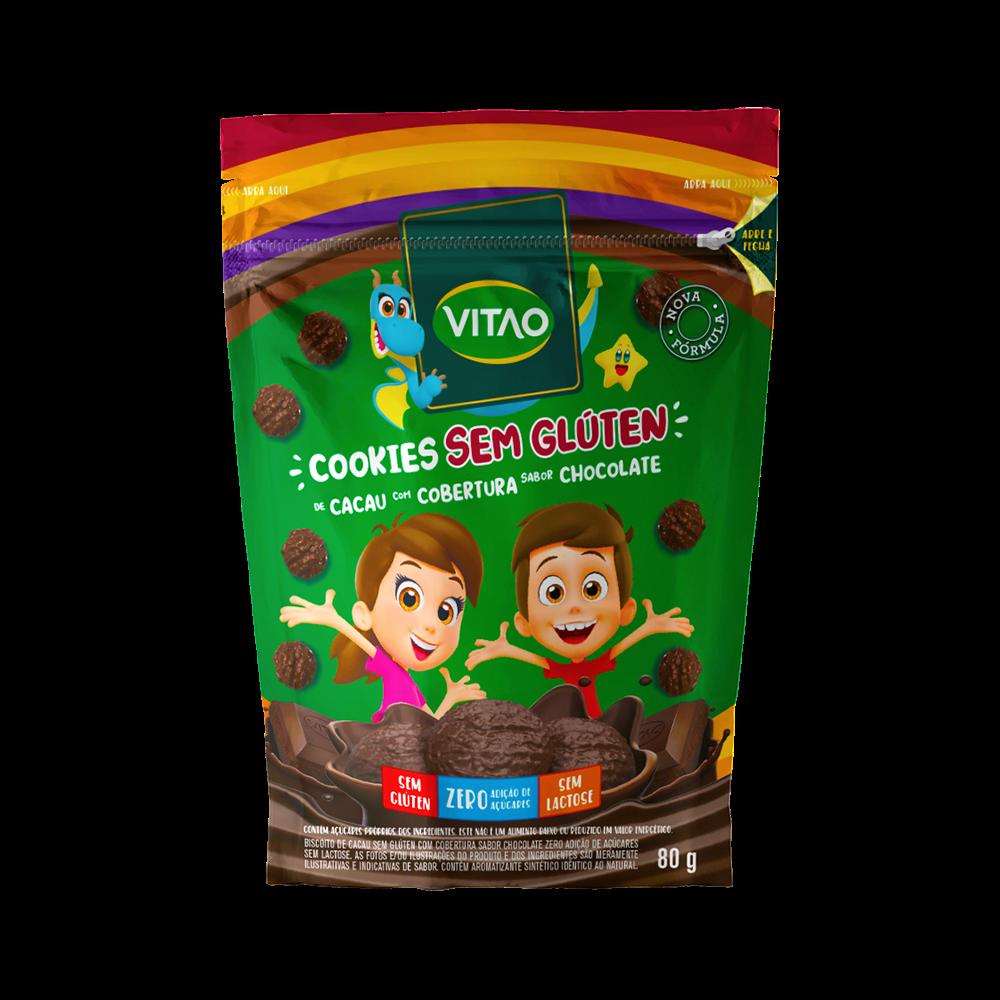 <<<< ABRA AQUI
ABRA AQUI >>>>>>>>
ABRE E
FECHA
VITAO
NOVA
FÓRMULA
COOKIES SEM GLÚTEN
DE CACAU COM COBERTURA SABOR CHOCOLATE
SEM
GLÚTEN
ZERO ADIÇÃO DE
AÇÚCARES
SEM
LACTOSE
CONTÉM AÇÚCARES PRÓPRIOS DOS INGREDIENTES. ESTE NÃO É UM ALIMENTO BAIXO OU REDUZIDO EM VALOR ENERGÉTICO.
BISCOITO DE CACAU SEM GLÚTEN COM COBERTURA SABOR CHOCOLATE ZERO ADIÇÃO DE AÇÚCARES
SEM LACTOSE. AS FOTOS E/OU ILUSTRAÇÕES DO PRODUTO E DOS INGREDIENTES SÃO MERAMENTE
ILUSTRATIVAS E INDICATIVAS DE SABOR. CONTÉM AROMATIZANTE SINTÉTICO IDÊNTICO AO NATURAL.
80 g